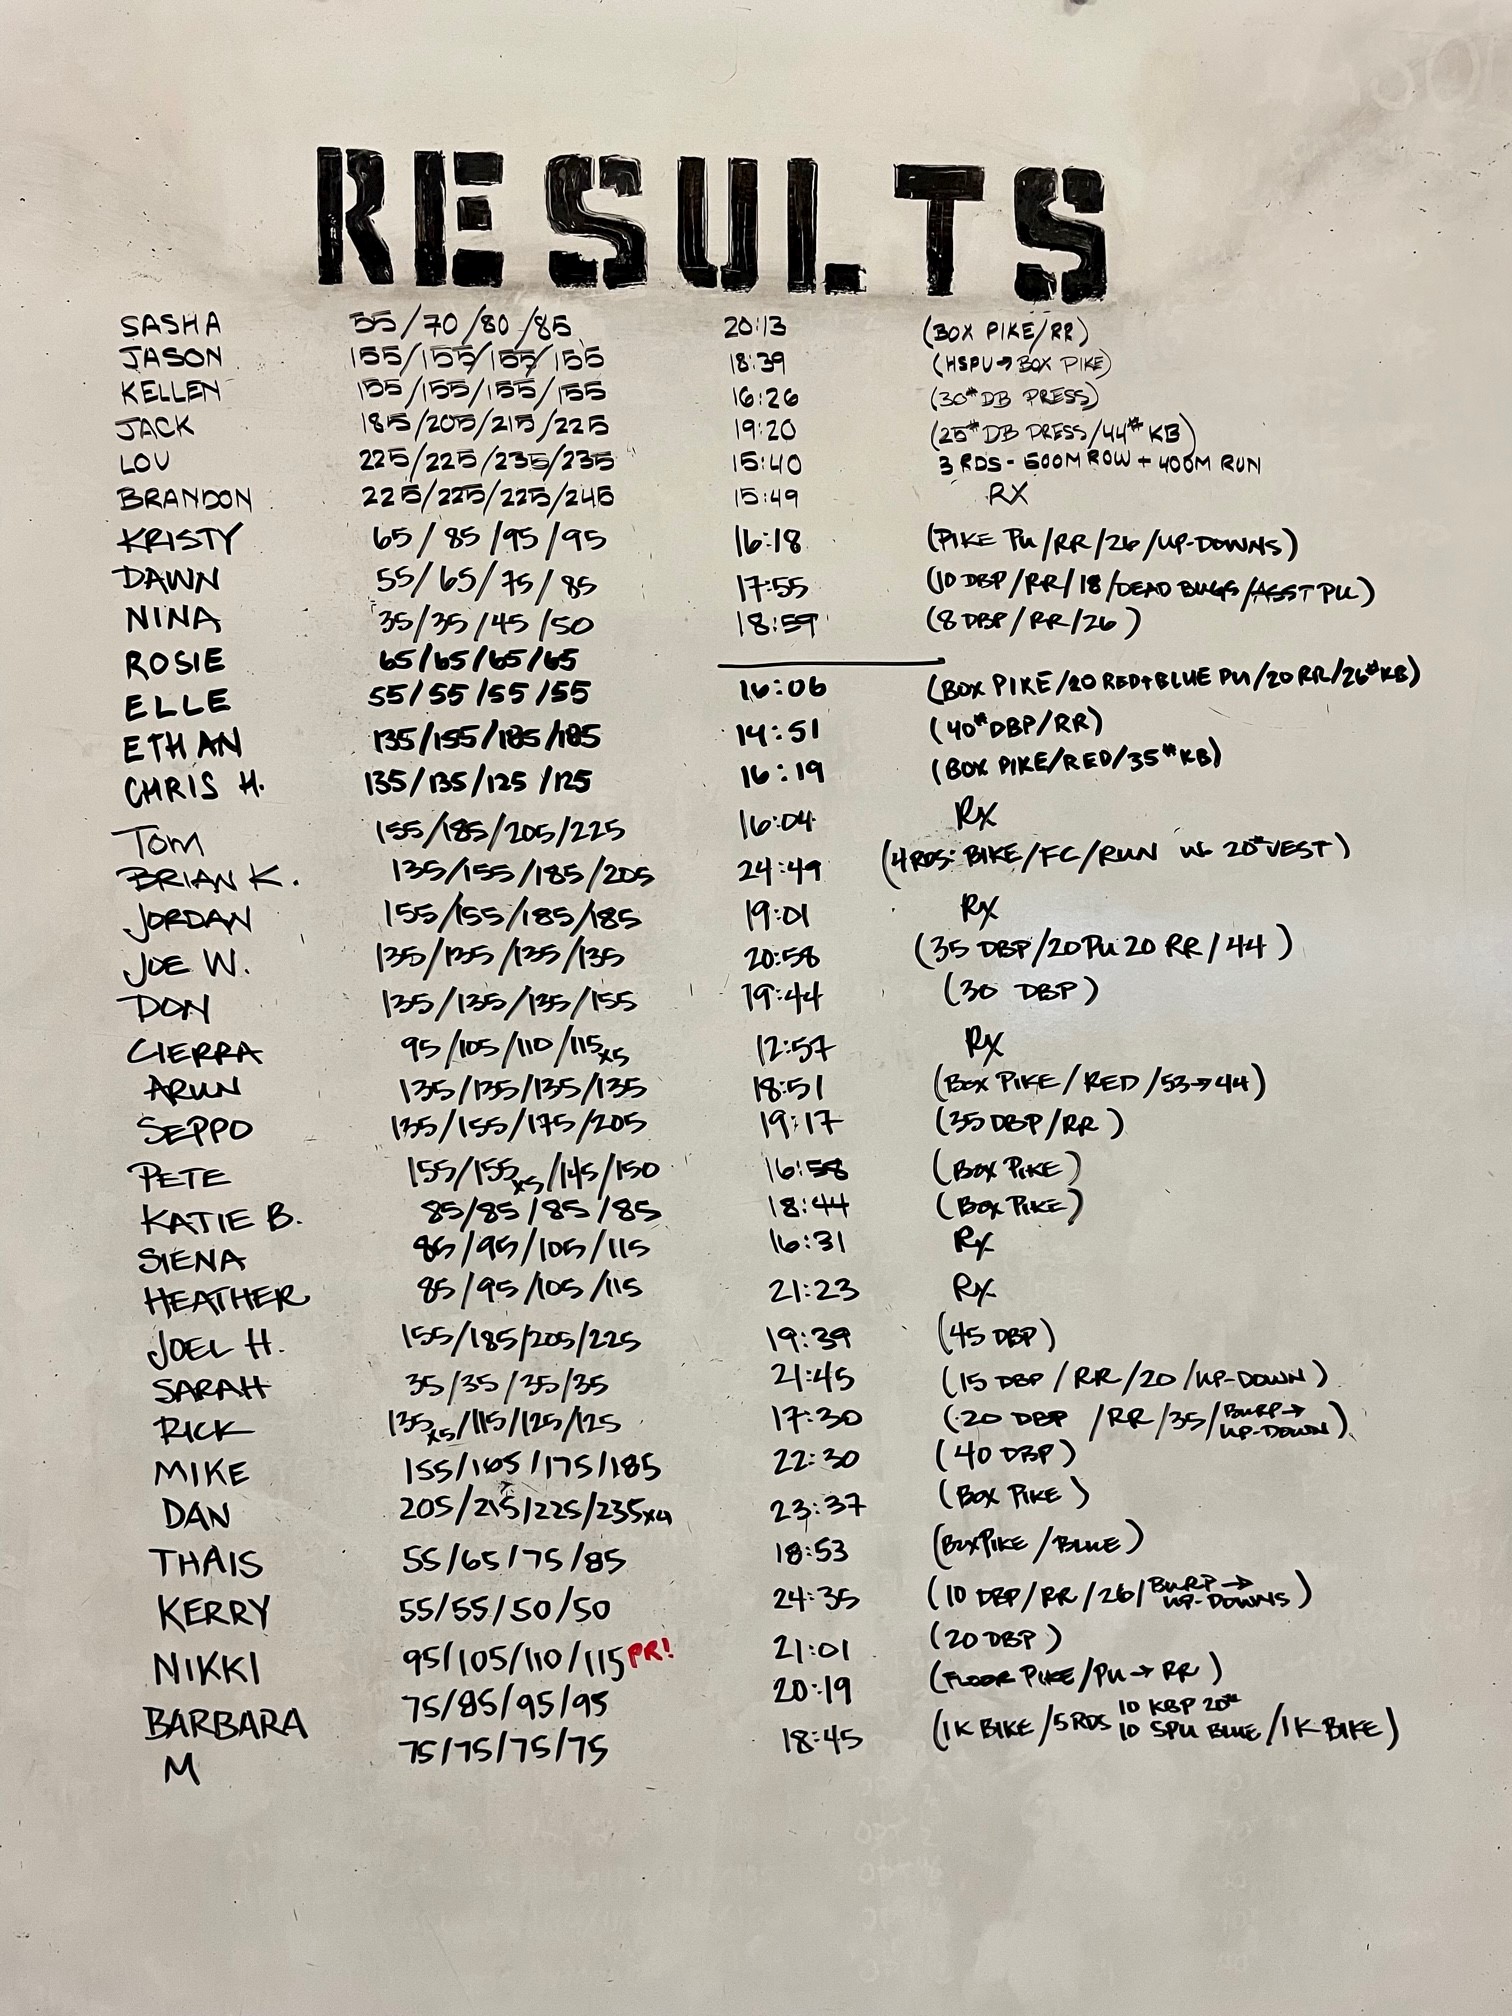 RESULTS
SASHA 55/70/80/85 20:13 (BOX PIKE/RR)
JASON 155/155/155/155 18:39 (HSPU→BOX PIKE)
KELLEN 155/155/155/155 16:26 (30# DB PRESS)
JACK 185/205/215/225 19:20 (25# DB PRESS/44# KB)
LOU 225/225/235/235 15:40 3 RDS - 500M ROW + 400M RUN
BRANDON 225/225/225/245 15:49 RX
KRISTY 65/85/95/95 16:18 (PIKE PU/RR/26/UP-DOWNS)
DAWN 55/65/75/85 17:55 (10 DBP/RR/18/DEAD BUGS/ASST PU)
NINA 35/35/45/50 18:59 (8 DBP/RR/26)
ROSIE 65/65/65/65
ELLE 55/55/55/55 16:06 (BOX PIKE/20 RED+BLUE PU/20 RR/26# KB)
ETHAN 135/155/185/185 14:51 (40# DBP/RR)
CHRIS H. 135/135/125/125 16:19 (BOX PIKE/RED/35# KB)
TOM 155/185/205/225 16:04 RX
BRIAN K. 135/155/185/205 24:49 (4 RDS: BIKE/FC/RUN W 20# VEST)
JORDAN 155/155/185/185 19:01 RX
JOE W. 135/135/135/135 20:58 (35 DBP/20 PU 20 RR/44)
DON 135/135/135/155 19:44 (30 DBP)
CIERRA 95/105/110/115x5 12:57 RX
ARUN 135/135/135/135 18:51 (BOX PIKE/RED/53→44)
SEPPO 135/155/175/205 19:17 (35 DBP/RR)
PETE 155/155x5/145/150 16:58 (BOX PIKE)
KATIE B. 85/85/85/85 18:44 (BOX PIKE)
SIENA 85/95/105/115 16:31 RX
HEATHER 85/95/105/115 21:23 RX
JOEL H. 155/185/205/225 19:39 (45 DBP)
SARAH 35/35/35/35 21:45 (15 DBP/RR/20/UP-DOWN)
RICK 135x5/115/125/125 17:30 (20 DBP/RR/35/BURP→UP-DOWN)
MIKE 155/165/175/185 22:30 (40 DBP)
DAN 205/215/225/235x4 23:37 (BOX PIKE)
THAIS 55/65/75/85 18:53 (BOX PIKE/BLUE)
KERRY 55/55/50/50 24:35 (10 DBP/RR/26/BURP→UP-DOWNS)
NIKKI 95/105/110/115 PR! 21:01 (20 DBP)
BARBARA 75/85/95/95 20:19 (FLOOR PIKE/PU→RR)
M 75/75/75/75 18:45 (1K BIKE/5 RDS 10 KBP 20# 10 SPU BLUE/1K BIKE)